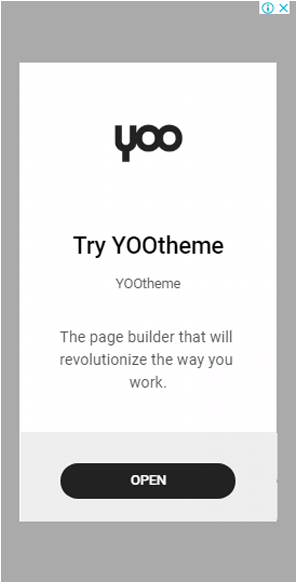 yoo
Try YOOtheme
YOOtheme
The page builder that will
revolutionize the way you
work.
OPEN